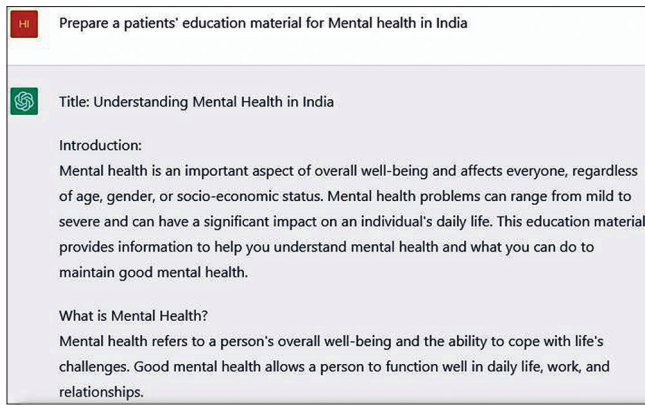 HI
Prepare a patients' education material for Mental health in India
Title: Understanding Mental Health in India
Introduction:
Mental health is an important aspect of overall well-being and affects everyone, regardless
of age, gender, or socio-economic status. Mental health problems can range from mild to
severe and can have a significant impact on an individual's daily life. This education material
provides information to help you understand mental health and what you can do to
maintain good mental health.
What is Mental Health?
Mental health refers to a person's overall well-being and the ability to cope with life's
challenges. Good mental health allows a person to function well in daily life, work, and
relationships.